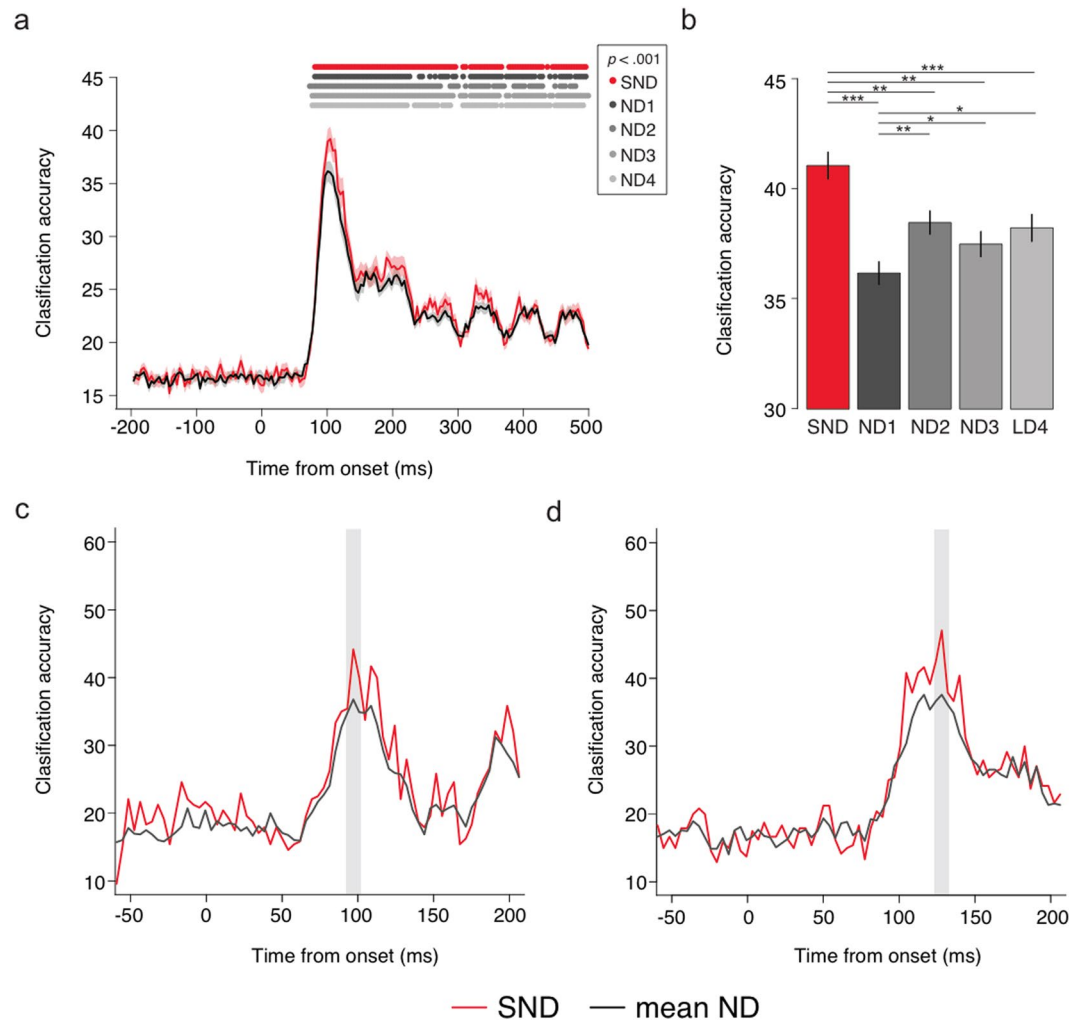 a
b
p < .001
SND
ND1
ND2
ND3
ND4
45
40
35
30
25
20
15
Clasification accuracy
-200
-100
0
100
200
300
400
500
Time from onset (ms)
***
**
**
***
*
*
**
45
40
35
30
Clasification accuracy
SND
ND1
ND2
ND3
LD4
c
d
60
50
40
30
20
10
Clasification accuracy
-50
0
50
100
150
200
Time from onset (ms)
60
50
40
30
20
10
Clasification accuracy
-50
0
50
100
150
200
Time from onset (ms)
SND
mean ND